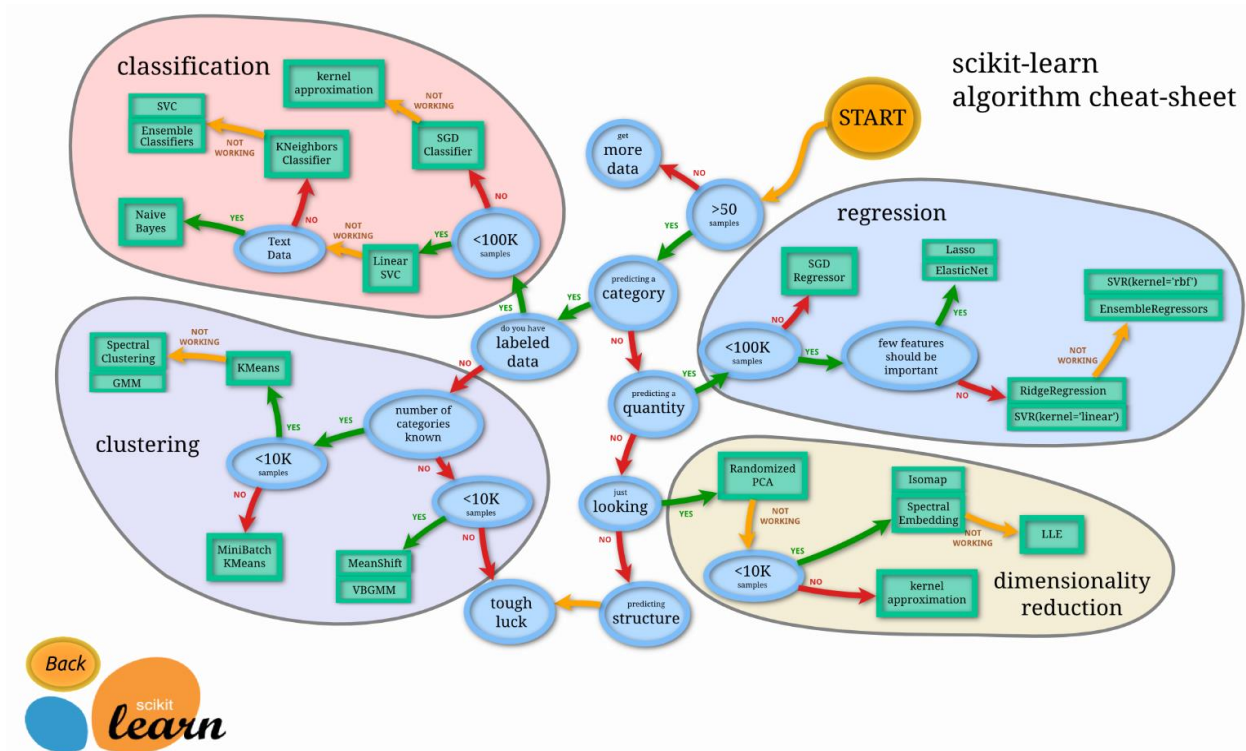 scikit-learn
algorithm cheat-sheet
START
classification
kernel
approximation
NOT
WORKING
SVC
Ensemble
Classifiers
NOT
WORKING
KNeighbors
Classifier
SGD
Classifier
NO
Naive
Bayes
YES
NO
Text
Data
NOT
WORKING
Linear
SVC
YES
<100K
samples
YES
get
more
data
NO
>50
samples
YES
predicting a
category
YES
NO
do you have
labeled
data
NO
predicting a
quantity
YES
NO
regression
SGD
Regressor
NO
<100K
samples
YES
Lasso
ElasticNet
YES
few features
should be
important
NO
SVR(kernel='rbf')
EnsembleRegressors
NOT
WORKING
RidgeRegression
SVR(kernel='linear')
clustering
Spectral
Clustering
GMM
NOT
WORKING
KMeans
YES
number of
categories
known
YES
NO
<10K
samples
NO
MiniBatch
KMeans
<10K
samples
YES
NO
MeanShift
VBGMM
tough
luck
just
looking
YES
NO
predicting
structure
Randomized
PCA
NOT
WORKING
<10K
samples
YES
NO
Isomap
Spectral
Embedding
NOT
WORKING
LLE
kernel
approximation
dimensionality
reduction
Back
scikit
learn